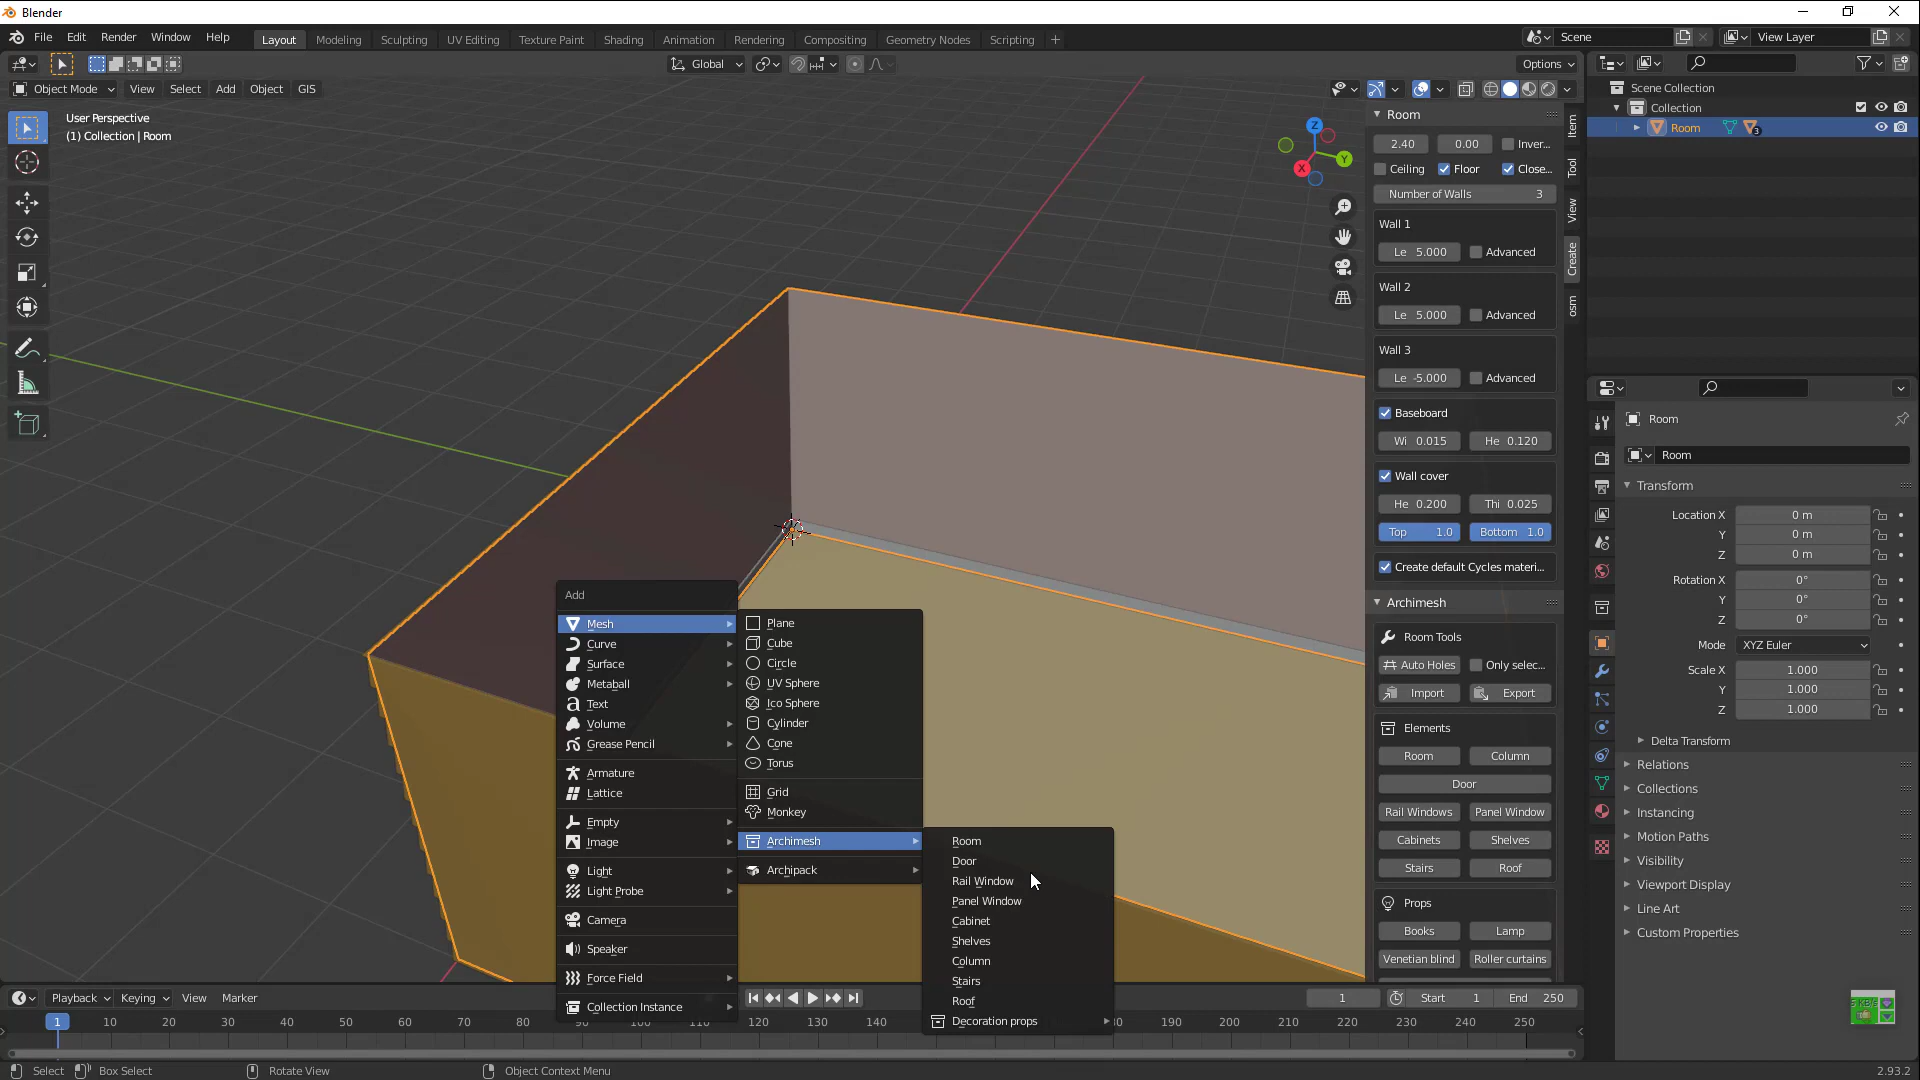 Blender
File Edit Render Window Help
Layout Modeling Sculpting UV Editing Texture Paint Shading Animation Rendering Compositing Geometry Nodes Scripting +
Scene
View Layer
Global
Options
Object Mode View Select Add Object GIS
User Perspective
(1) Collection | Room
Z
Y
X
Item
Tool
View
Create
osm
Room
2.40 0.00 Inver...
Ceiling Floor Close...
Number of Walls 3
Wall 1
Le 5.000 Advanced
Wall 2
Le 5.000 Advanced
Wall 3
Le -5.000 Advanced
Baseboard
Wi 0.015 He 0.120
Wall cover
He 0.200 Thi 0.025
Top 1.0 Bottom 1.0
Create default Cycles materi...
Archimesh
Room Tools
Auto Holes Only selec...
Import Export
Elements
Room Column
Door
Rail Windows Panel Window
Cabinets Shelves
Stairs Roof
Props
Books Lamp
Venetian blind Roller curtains
Scene Collection
Collection
Room 3
Room
Room
Transform
Location X 0 m
Y 0 m
Z 0 m
Rotation X 0°
Y 0°
Z 0°
Mode XYZ Euler
Scale X 1.000
Y 1.000
Z 1.000
Delta Transform
Relations
Collections
Instancing
Motion Paths
Visibility
Viewport Display
Line Art
Custom Properties
Add
Mesh
Curve
Surface
Metaball
Text
Volume
Grease Pencil
Armature
Lattice
Empty
Image
Light
Light Probe
Camera
Speaker
Force Field
Collection Instance
Plane
Cube
Circle
UV Sphere
Ico Sphere
Cylinder
Cone
Torus
Grid
Monkey
Archimesh
Archipack
Room
Door
Rail Window
Panel Window
Cabinet
Shelves
Column
Stairs
Roof
Decoration props
Playback Keying View Marker
1 Start 1 End 250
1 10 20 30 40 50 60 70 80 90 100 110 120 130 140 180 190 200 210 220 230 240 250
Select Box Select Rotate View Object Context Menu 2.93.2